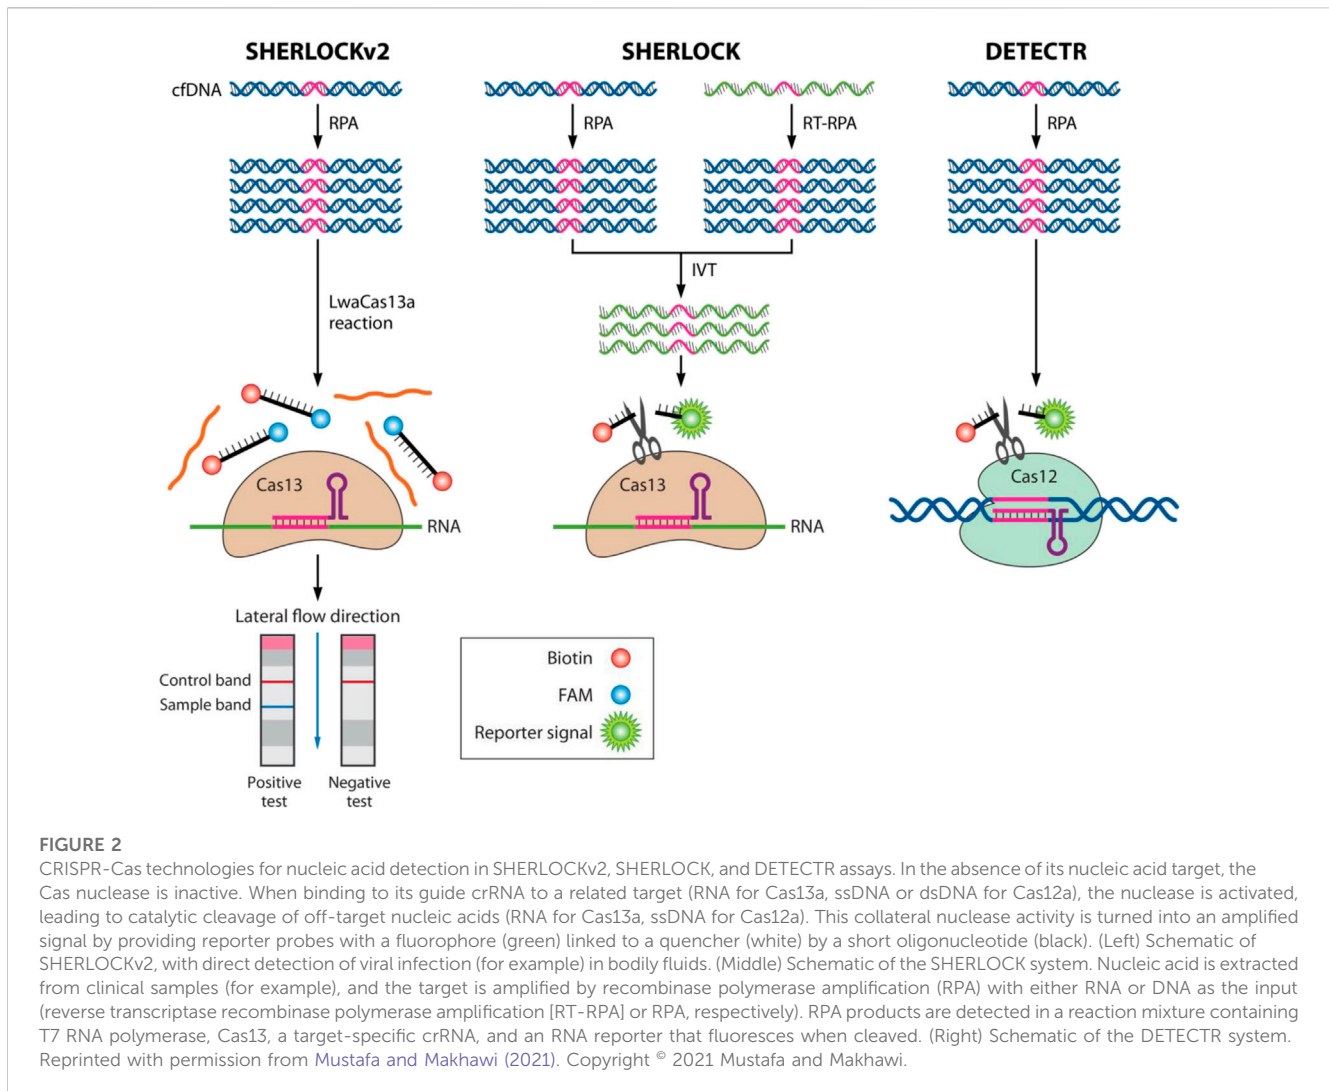 SHERLOCKv2
SHERLOCK
DETECTR
cfDNA
RPA
RPA
RT-RPA
RPA
IVT
LwaCas13a
reaction
Cas13
RNA
Cas13
RNA
Cas12
Lateral flow direction
Control band
Sample band
Positive
test
Negative
test
Biotin
FAM
Reporter signal
FIGURE 2
CRISPR-Cas technologies for nucleic acid detection in SHERLOCKv2, SHERLOCK, and DETECTR assays. In the absence of its nucleic acid target, the
Cas nuclease is inactive. When binding to its guide crRNA to a related target (RNA for Cas13a, ssDNA or dsDNA for Cas12a), the nuclease is activated,
leading to catalytic cleavage of off-target nucleic acids (RNA for Cas13a, ssDNA for Cas12a). This collateral nuclease activity is turned into an amplified
signal by providing reporter probes with a fluorophore (green) linked to a quencher (white) by a short oligonucleotide (black). (Left) Schematic of
SHERLOCKv2, with direct detection of viral infection (for example) in bodily fluids. (Middle) Schematic of the SHERLOCK system. Nucleic acid is extracted
from clinical samples (for example), and the target is amplified by recombinase polymerase amplification (RPA) with either RNA or DNA as the input
(reverse transcriptase recombinase polymerase amplification [RT-RPA] or RPA, respectively). RPA products are detected in a reaction mixture containing
T7 RNA polymerase, Cas13, a target-specific crRNA, and an RNA reporter that fluoresces when cleaved. (Right) Schematic of the DETECTR system.
Reprinted with permission from Mustafa and Makhawi (2021). Copyright © 2021 Mustafa and Makhawi.